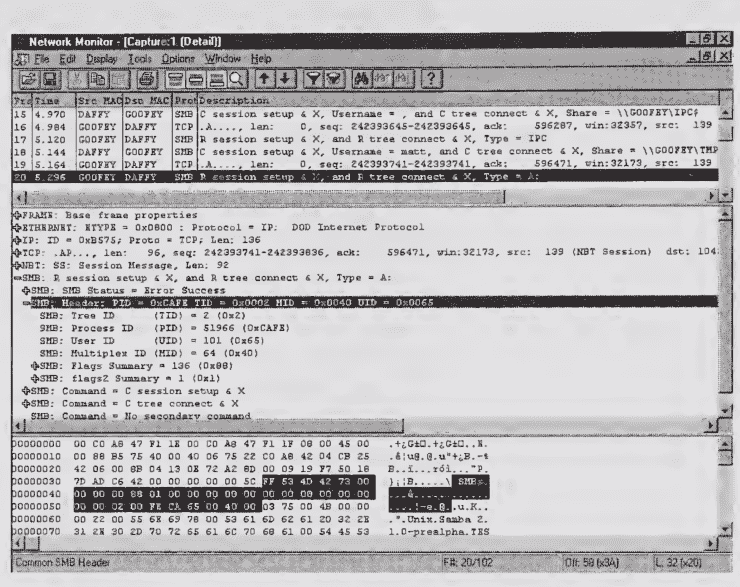 Network Monitor - [Capture:1 (Detail)]
File Edit Display Tools Options Window Help
Fra Time Src MAC Dst MAC Prot Description
15 4.970 DAFFY GOOFEY SMB C session setup & X, Username = , and C tree connect & X, Share = \\GOOFEY\IPC$
16 4.984 GOOFEY DAFFY TCP .A...., len: 0, seq: 242393645-242393645, ack: 596287, win:32357, src: 139
17 5.120 GOOFEY DAFFY SMB R session setup & X, and R tree connect & X, Type = IPC
18 5.144 DAFFY GOOFEY SMB C session setup & X, Username = matt, and C tree connect & X, Share = \\GOOFEY\TMP
19 5.164 GOOFEY DAFFY TCP .A...., len: 0, seq: 242393741-242393741, ack: 596471, win:32173, src: 139
20 5.296 GOOFEY DAFFY SMB R session setup & X, and R tree connect & X, Type = A:
FRAME: Base frame properties
ETHERNET: ETYPE = 0x0800 : Protocol = IP: DOD Internet Protocol
IP: ID = 0xB575; Proto = TCP; Len: 136
TCP: .AP..., len: 96, seq: 242393741-242393836, ack: 596471, win:32173, src: 139 (NBT Session) dst: 104
NBT: SS: Session Message, Len: 92
SMB: R session setup & X, and R tree connect & X, Type = A:
SMB: SMB Status = Error Success
SMB: Header: PID = 0xCAFE TID = 0x0002 MID = 0x0040 UID = 0x0065
SMB: Tree ID (TID) = 2 (0x2)
SMB: Process ID (PID) = 51966 (0xCAFE)
SMB: User ID (UID) = 101 (0x65)
SMB: Multiplex ID (MID) = 64 (0x40)
SMB: Flags Summary = 136 (0x88)
SMB: flags2 Summary = 1 (0x1)
SMB: Command = C session setup & X
SMB: Command = C tree connect & X
SMB: Command = No secondary command
00000000 00 C0 A8 47 F1 1E 00 C0 A8 47 F1 1F 08 00 45 00 .+¿G±.+¿G±..E.
00000010 00 88 B5 75 40 00 40 06 75 22 C0 A8 42 04 CB 25
00000020 42 06 00 8B 04 13 0E 72 A2 8D 00 09 19 F7 50 18
00000030 7D AD C6 42 00 00 00 00 00 5C FF 53 4D 42 73 00
00000040 00 00 00 88 01 00 00 00 00 00 00 00 00 00 00 00
00000050 00 00 02 00 FE CA 65 00 40 00 03 75 00 4B 00 00
00000060 00 22 00 55 6E 69 78 00 53 61 6D 62 61 20 32 2E .".Unix.Samba 2.
00000070 31 2E 30 2D 70 72 65 61 6C 70 68 61 00 54 45 53 1.0-prealpha.TES
Common SMB Header F#: 20/102 Off: 58 (x3A) L: 32 (x20)